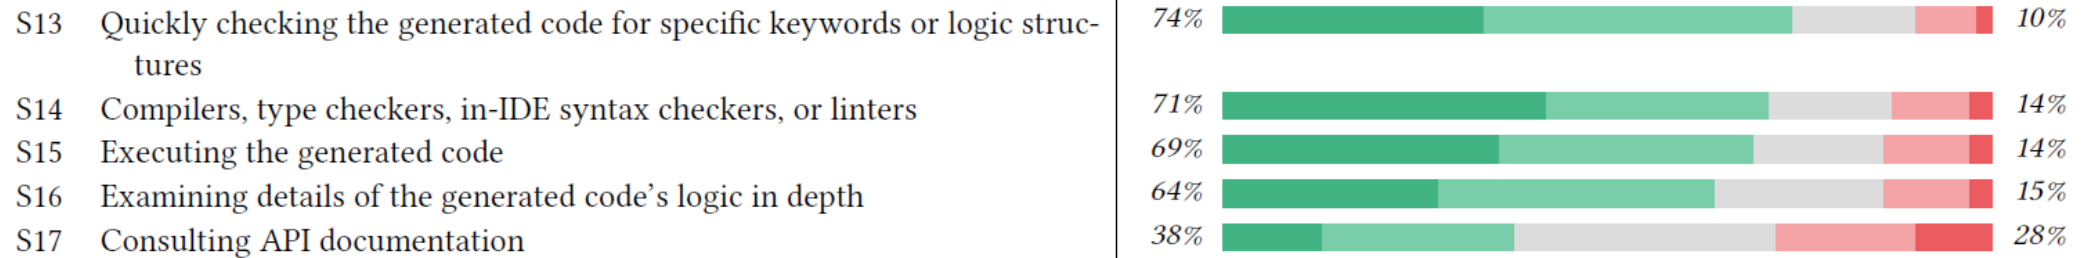 S13 Quickly checking the generated code for specific keywords or logic struc- 74% 10%
tures
S14 Compilers, type checkers, in-IDE syntax checkers, or linters 71% 14%
S15 Executing the generated code 69% 14%
S16 Examining details of the generated code’s logic in depth 64% 15%
S17 Consulting API documentation 38% 28%